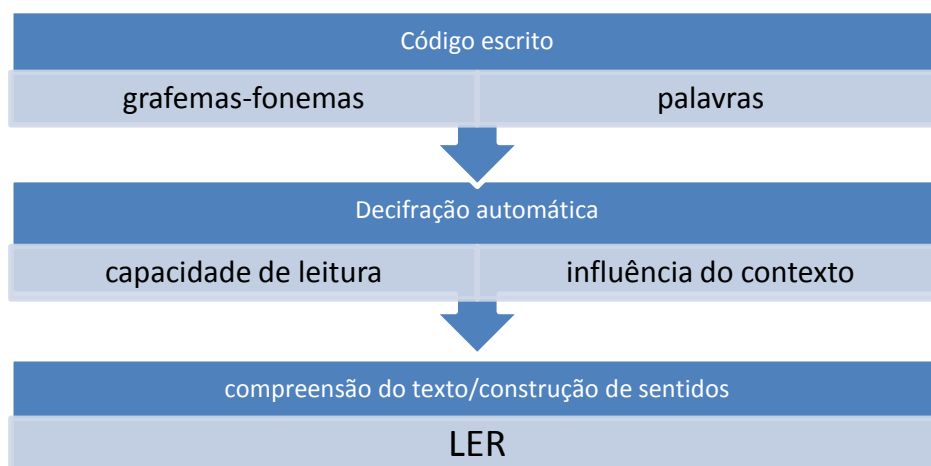 Código escrito
grafemas-fonemas palavras
Decifração automática
capacidade de leitura influência do contexto
compreensão do texto/construção de sentidos
LER